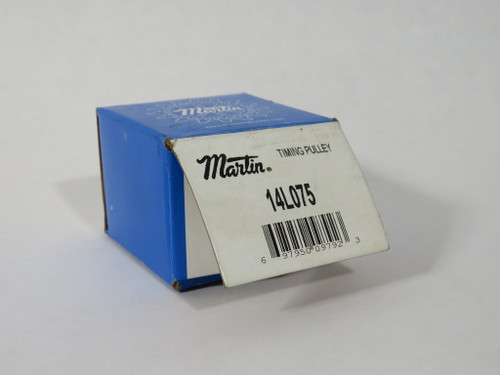 Martin
Martin®
TIMING PULLEY
14L075
6 97950 09792 3